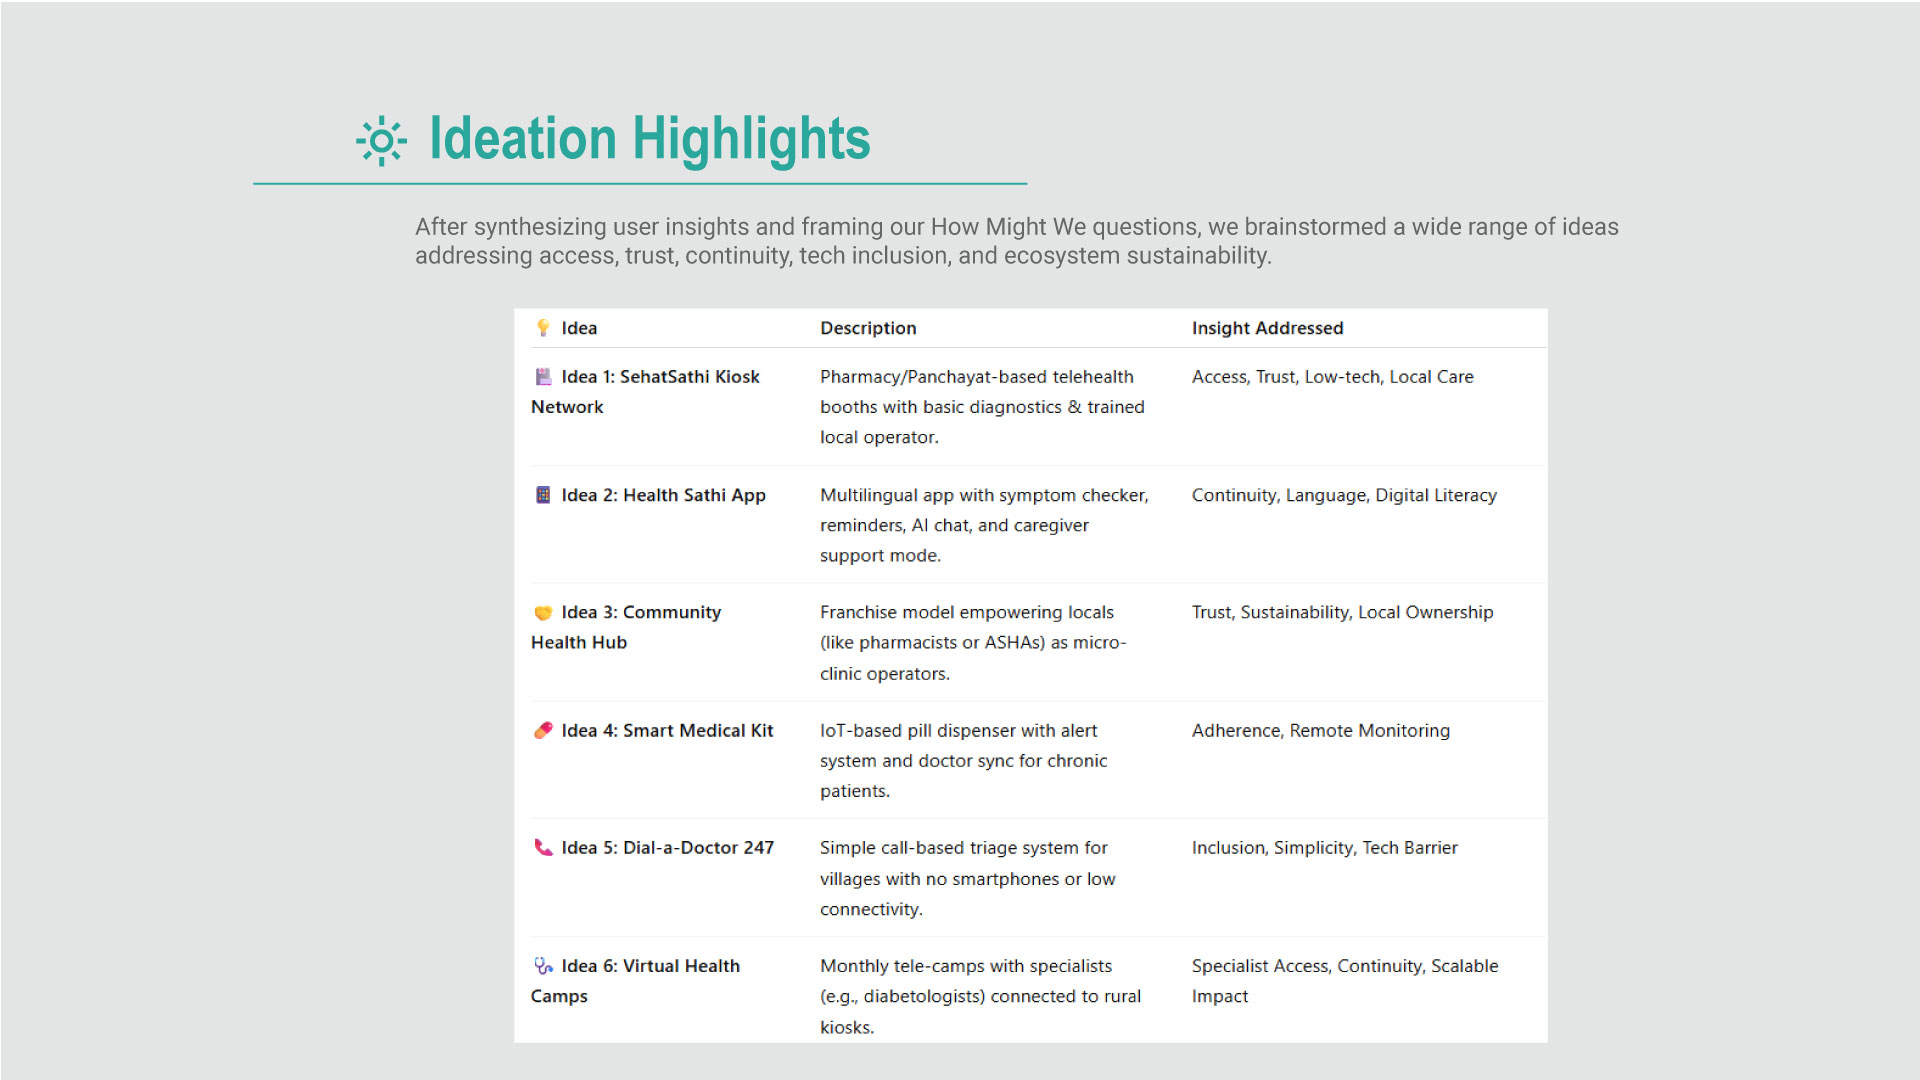 Ideation Highlights
After synthesizing user insights and framing our How Might We questions, we brainstormed a wide range of ideas
addressing access, trust, continuity, tech inclusion, and ecosystem sustainability.
Idea Description Insight Addressed
Idea 1: SehatSathi Kiosk Pharmacy/Panchayat-based telehealth Access, Trust, Low-tech, Local Care
Network booths with basic diagnostics & trained
local operator.
Idea 2: Health Sathi App Multilingual app with symptom checker, Continuity, Language, Digital Literacy
reminders, AI chat, and caregiver
support mode.
Idea 3: Community Franchise model empowering locals Trust, Sustainability, Local Ownership
Health Hub (like pharmacists or ASHAs) as micro-
clinic operators.
Idea 4: Smart Medical Kit IoT-based pill dispenser with alert Adherence, Remote Monitoring
system and doctor sync for chronic
patients.
Idea 5: Dial-a-Doctor 247 Simple call-based triage system for Inclusion, Simplicity, Tech Barrier
villages with no smartphones or low
connectivity.
Idea 6: Virtual Health Monthly tele-camps with specialists Specialist Access, Continuity, Scalable
Camps (e.g., diabetologists) connected to rural Impact
kiosks.